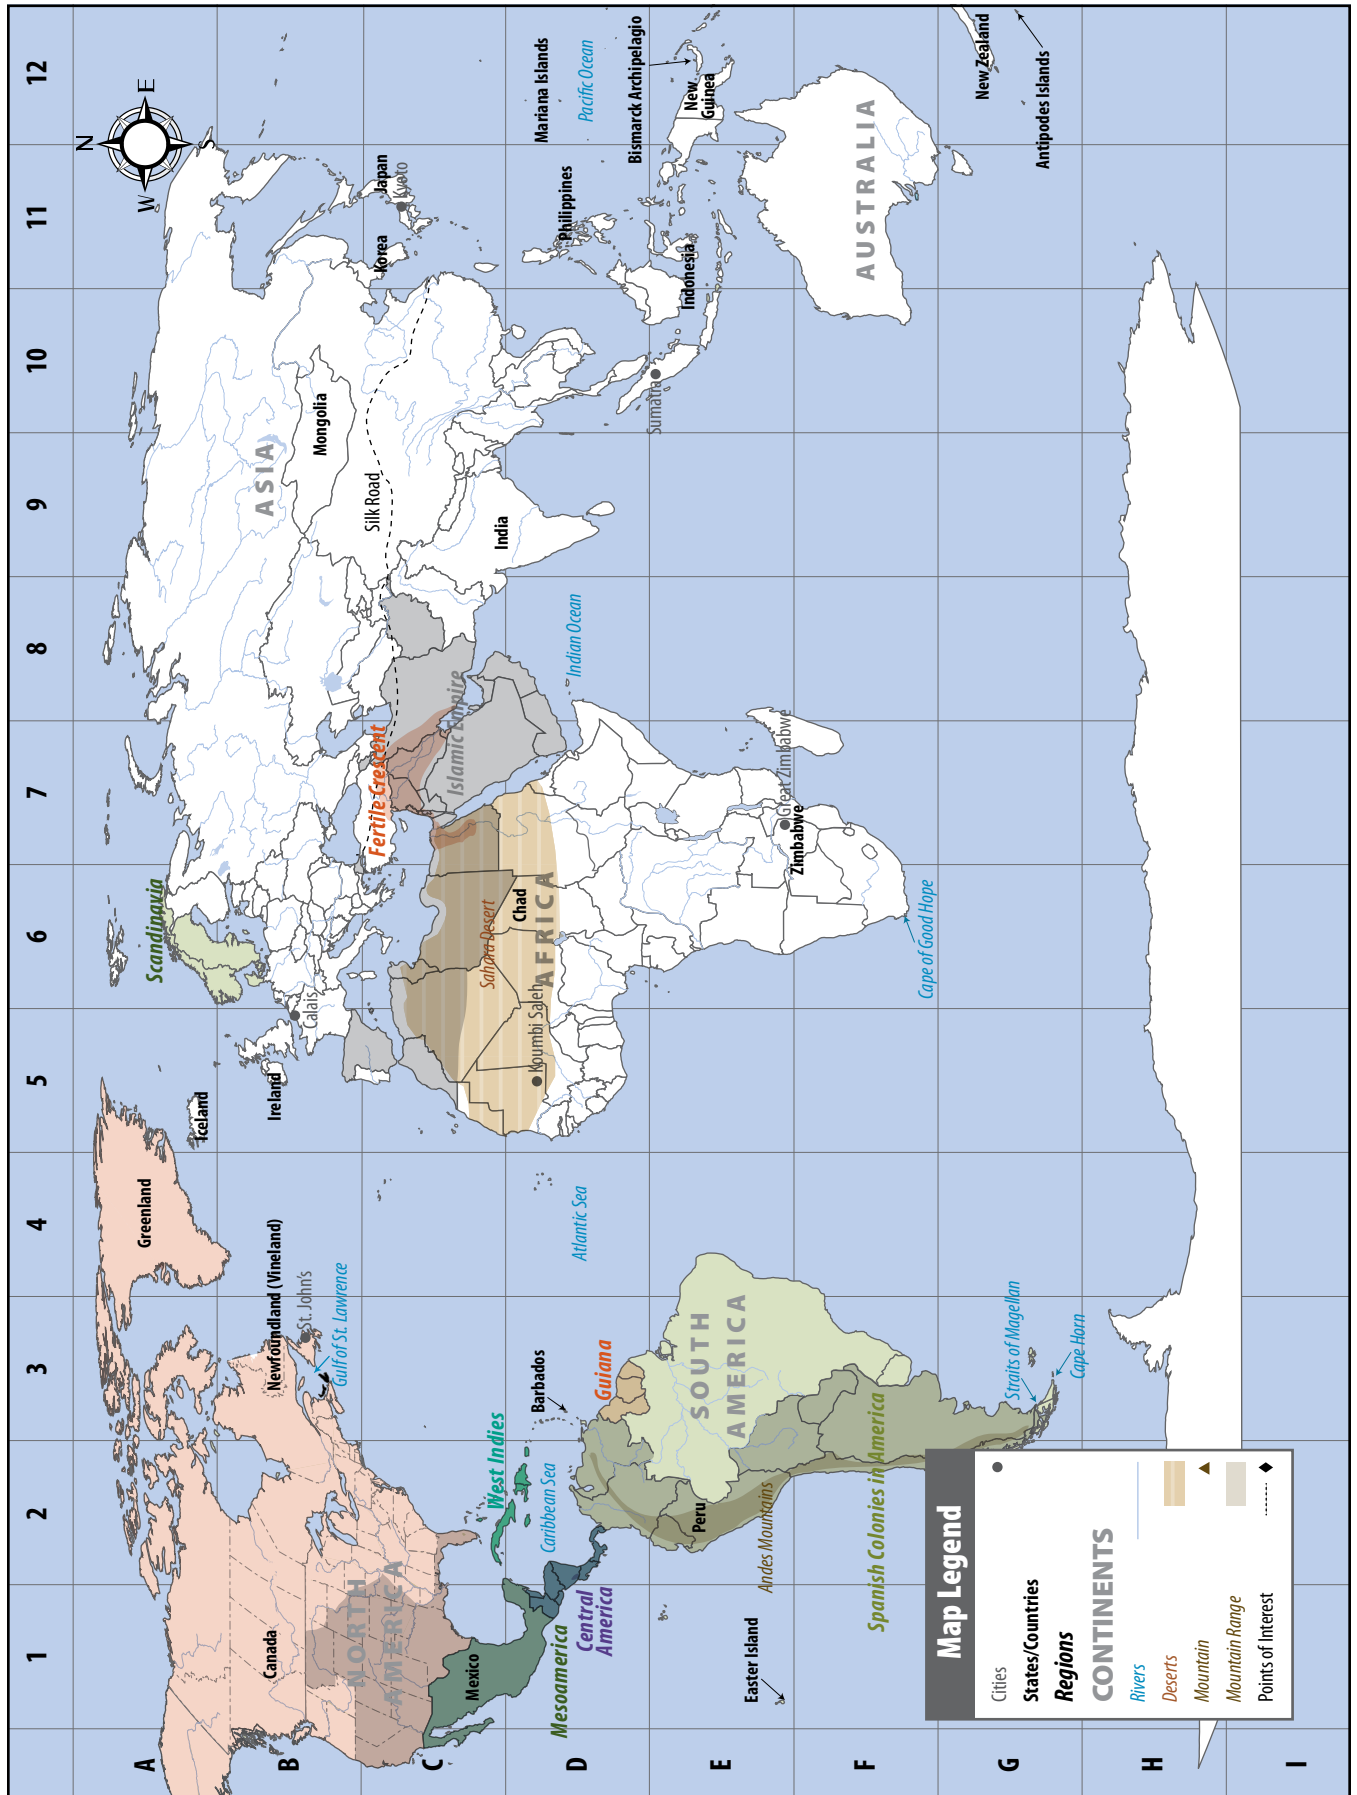 1
2
3
4
5
6
7
8
9
10
11
12
A
B
C
D
E
F
G
H
I
N
E
S
W
Greenland
Iceland
Scandinavia
ASIA
Canada
Newfoundland (Vineland)
St. John's
Gulf of St. Lawrence
Ireland
Calais
Mongolia
Silk Road
Korea
Japan
Kyoto
NORTH
AMERICA
Fertile Crescent
Islamic Empire
Mexico
West Indies
Sahara Desert
India
Mesoamerica
Central
America
Caribbean Sea
Barbados
Atlantic Sea
Koumbi Saleh
Chad
AFRICA
Indian Ocean
Philippines
Mariana Islands
Pacific Ocean
Guiana
Sumatra
Indonesia
Bismarck Archipelagio
New
Guinea
Peru
SOUTH
AMERICA
Easter Island
Andes Mountains
Great Zimbabwe
Zimbabwe
AUSTRALIA
Spanish Colonies in America
Cape of Good Hope
New Zealand
Antipodes Islands
Straits of Magellan
Cape Horn
Map Legend
Cities
States/Countries
Regions
CONTINENTS
Rivers
Deserts
Mountain
Mountain Range
Points of Interest